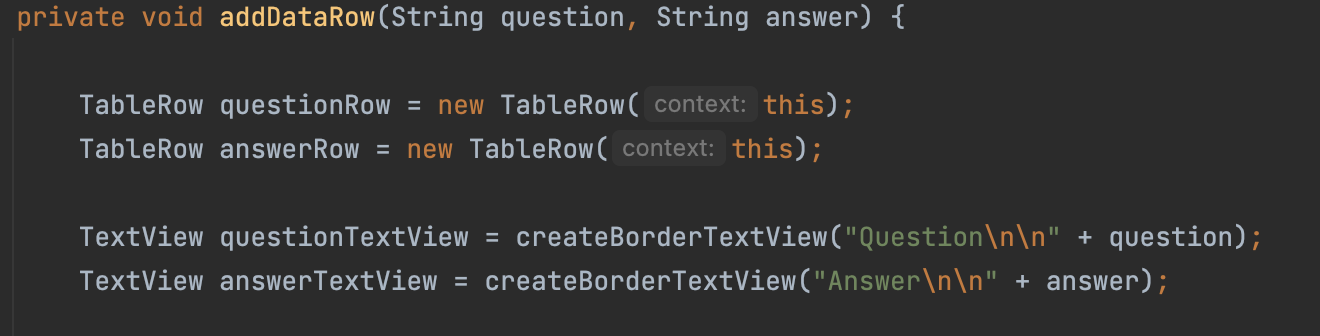 private void addDataRow(String question, String answer) {
TableRow questionRow = new TableRow( context: this);
TableRow answerRow = new TableRow( context: this);
TextView questionTextView = createBorderTextView("Question\n\n" + question);
TextView answerTextView = createBorderTextView("Answer\n\n" + answer);